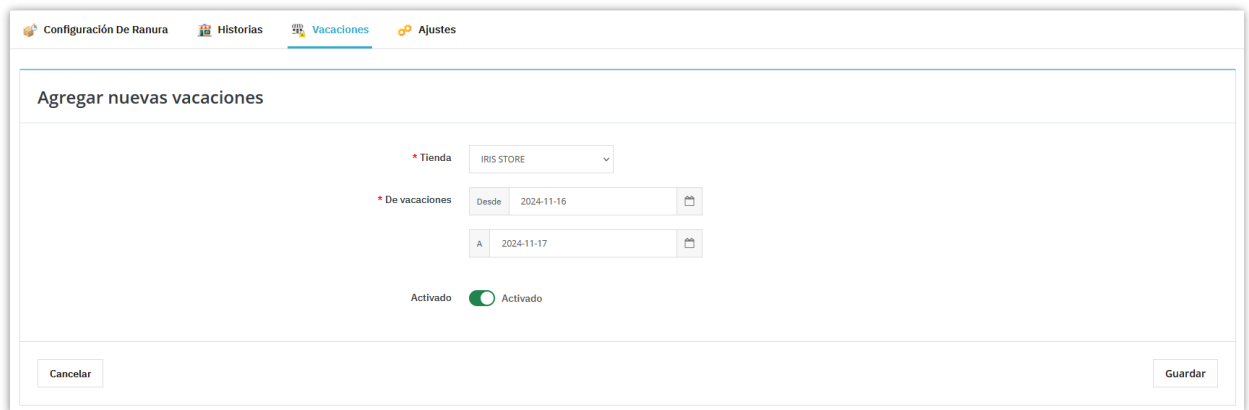 Configuración De Ranura Historias Vacaciones Ajustes
Agregar nuevas vacaciones
* Tienda IRIS STORE
* De vacaciones Desde 2024-11-16
A 2024-11-17
Activado Activado
Cancelar Guardar